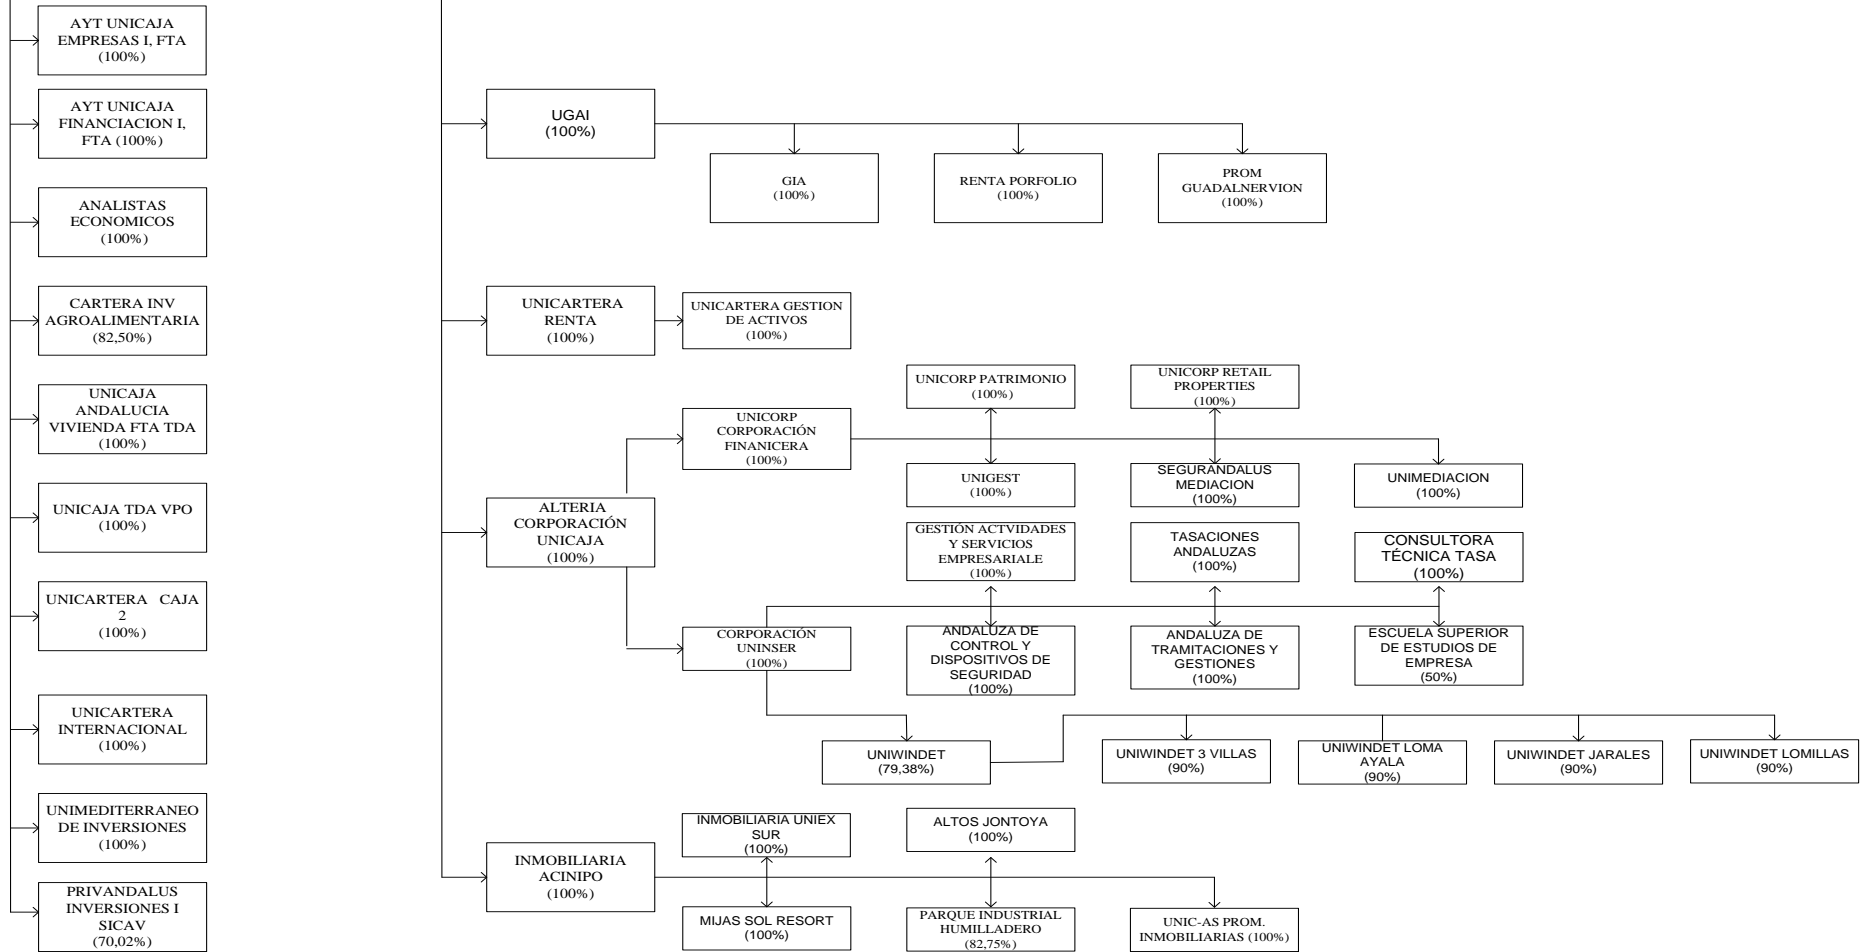 AYT UNICAJA
EMPRESAS I, FTA
(100%)
AYT UNICAJA
FINANCIACION I,
FTA (100%)
ANALISTAS
ECONOMICOS
(100%)
CARTERA INV
AGROALIMENTARIA
(82,50%)
UNICAJA
ANDALUCIA
VIVIENDA FTA TDA
(100%)
UNICAJA TDA VPO
(100%)
UNICARTERA CAJA
2
(100%)
UNICARTERA
INTERNACIONAL
(100%)
UNIMEDITERRANEO
DE INVERSIONES
(100%)
PRIVANDALUS
INVERSIONES I
SICAV
(70,02%)
UGAI
(100%)
GIA
(100%)
RENTA PORFOLIO
(100%)
PROM
GUADALNERVION
(100%)
UNICARTERA
RENTA
(100%)
UNICARTERA GESTION
DE ACTIVOS
(100%)
ALTERIA
CORPORACIÓN
UNICAJA
(100%)
UNICORP
CORPORACIÓN
FINANICERA
(100%)
UNICORP PATRIMONIO
(100%)
UNICORP RETAIL
PROPERTIES
(100%)
UNIGEST
(100%)
SEGURANDALUS
MEDIACION
(100%)
UNIMEDIACION
(100%)
GESTIÓN ACTVIDADES
Y SERVICIOS
EMPRESARIALE
(100%)
TASACIONES
ANDALUZAS
(100%)
CONSULTORA
TÉCNICA TASA
(100%)
CORPORACIÓN
UNINSER
(100%)
ANDALUZA DE
CONTROL Y
DISPOSITIVOS DE
SEGURIDAD
(100%)
ANDALUZA DE
TRAMITACIONES Y
GESTIONES
(100%)
ESCUELA SUPERIOR
DE ESTUDIOS DE
EMPRESA
(50%)
UNIWINDET
(79,38%)
UNIWINDET 3 VILLAS
(90%)
UNIWINDET LOMA
AYALA
(90%)
UNIWINDET JARALES
(90%)
UNIWINDET LOMILLAS
(90%)
INMOBILIARIA
ACINIPO
(100%)
INMOBILIARIA UNIEX
SUR
(100%)
ALTOS JONTOYA
(100%)
MIJAS SOL RESORT
(100%)
PARQUE INDUSTRIAL
HUMILLADERO
(82,75%)
UNIC-AS PROM.
INMOBILIARIAS (100%)